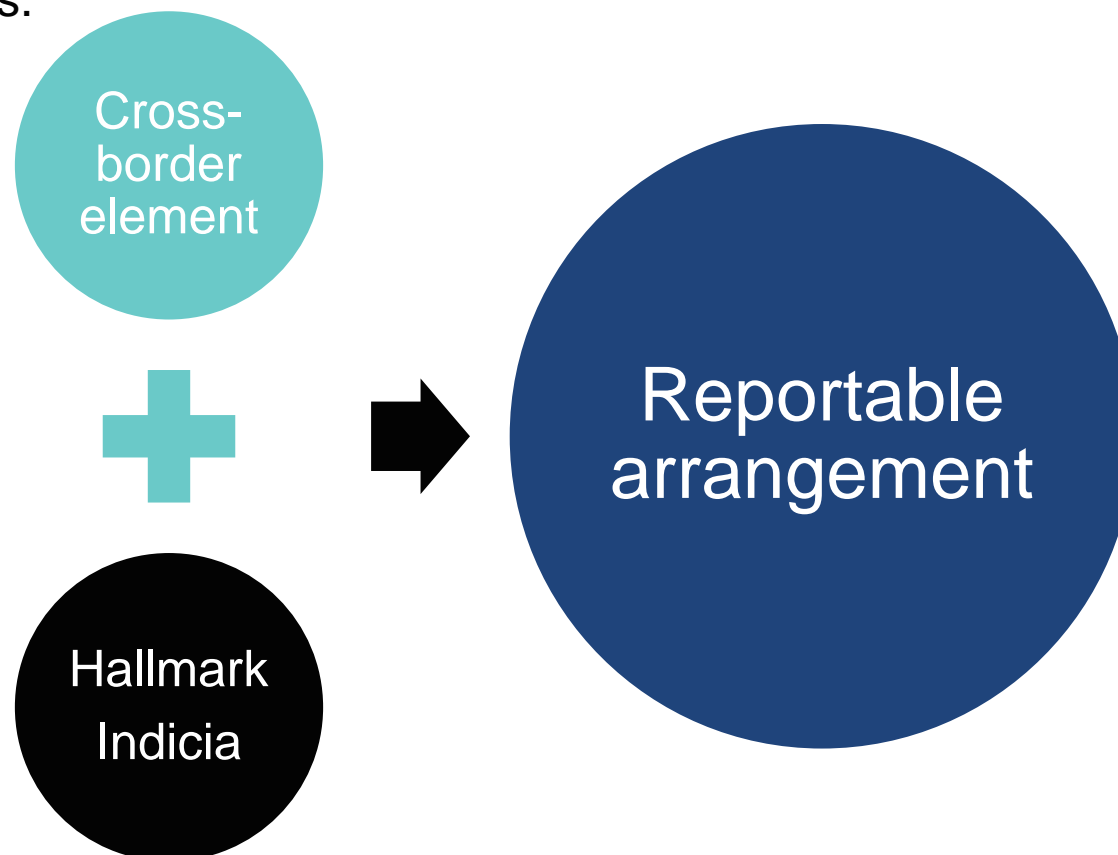 s.
Cross-
border
element
Hallmark
Indicia
Reportable
arrangement